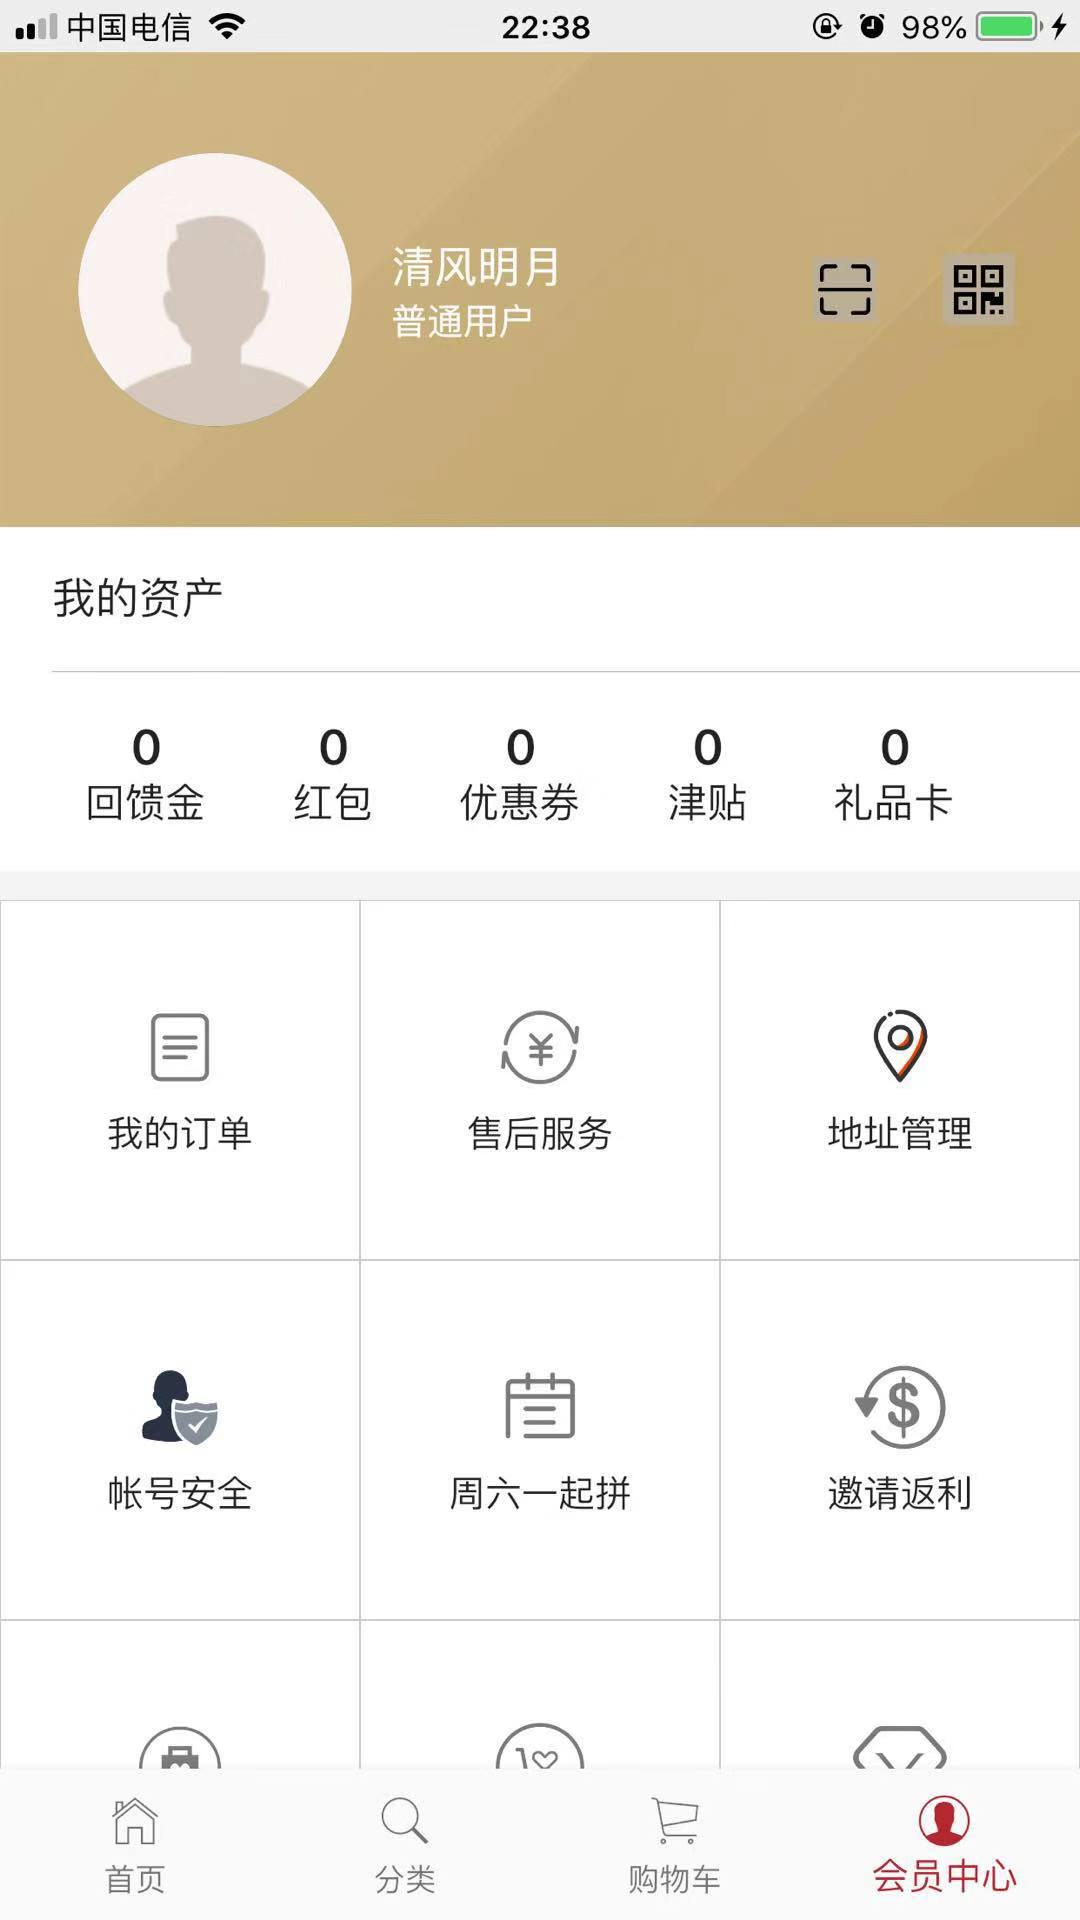 中国电信 22:38 98%
清风明月
普通用户
我的资产
0 0 0 0 0
回馈金 红包 优惠券 津贴 礼品卡
我的订单 售后服务 地址管理
帐号安全 周六一起拼 邀请返利
首页 分类 购物车 会员中心